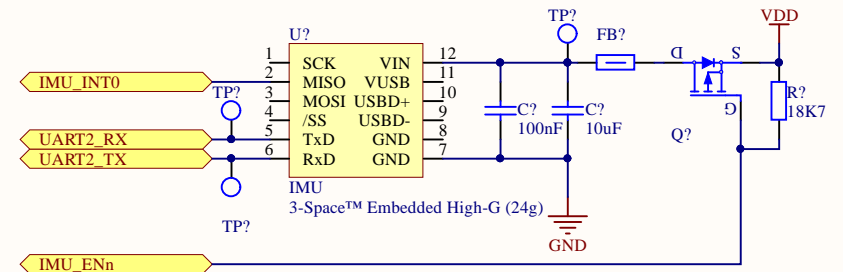 TP?
VDD
U?
FB?
1
SCK
VIN
12
D
S
IMU_INT0
2
MISO
VUSB
11
TP?
3
MOSI
USBD+
10
R?
18K7
4
/SS
USBD-
9
C?
100nF
C?
10uF
G
UART2_RX
5
TxD
GND
8
Q?
UART2_TX
6
RxD
GND
7
IMU
3-Space™ Embedded High-G (24g)
TP?
GND
IMU_ENn